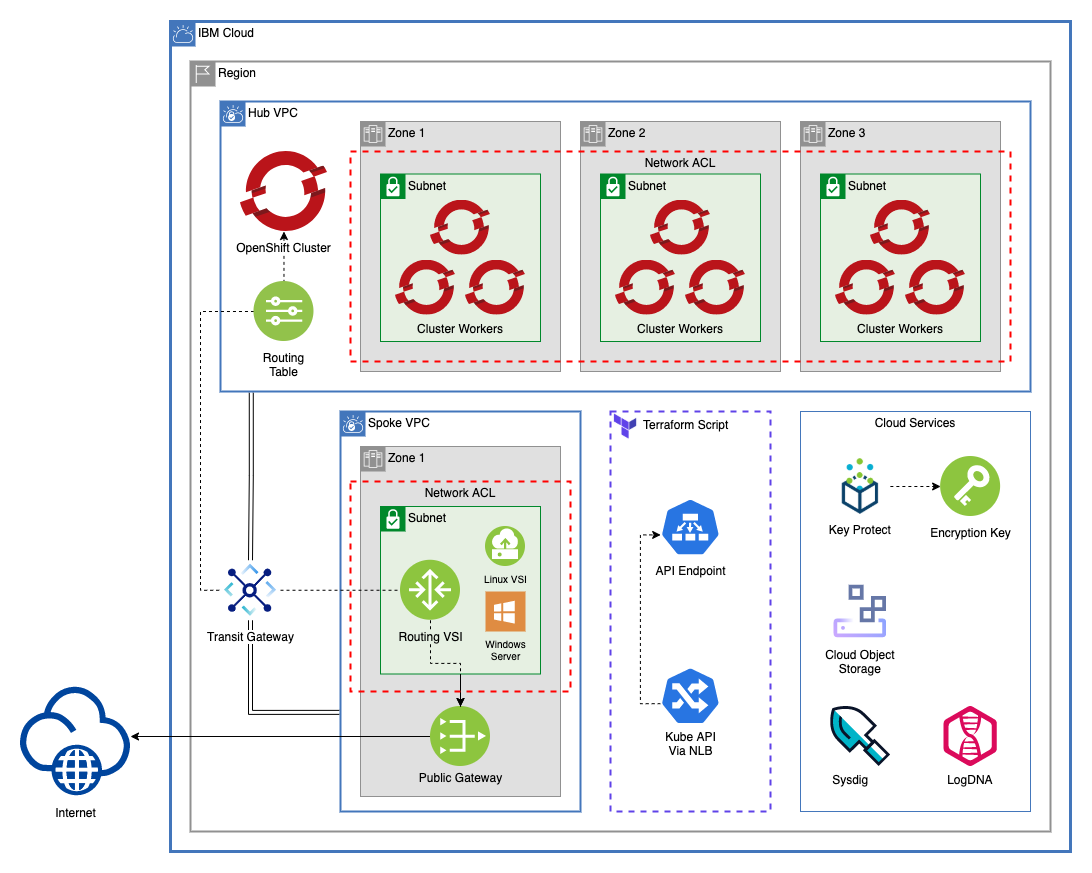 IBM Cloud
Region
Hub VPC
Zone 1
Zone 2
Zone 3
Network ACL
Subnet
Subnet
Subnet
OpenShift Cluster
Cluster Workers
Cluster Workers
Cluster Workers
Routing
Table
Spoke VPC
Zone 1
Network ACL
Subnet
Linux VSI
Routing VSI
Windows
Server
Public Gateway
Transit Gateway
Internet
Terraform Script
API Endpoint
Kube API
Via NLB
Cloud Services
Key Protect
Encryption Key
Cloud Object
Storage
Sysdig
LogDNA